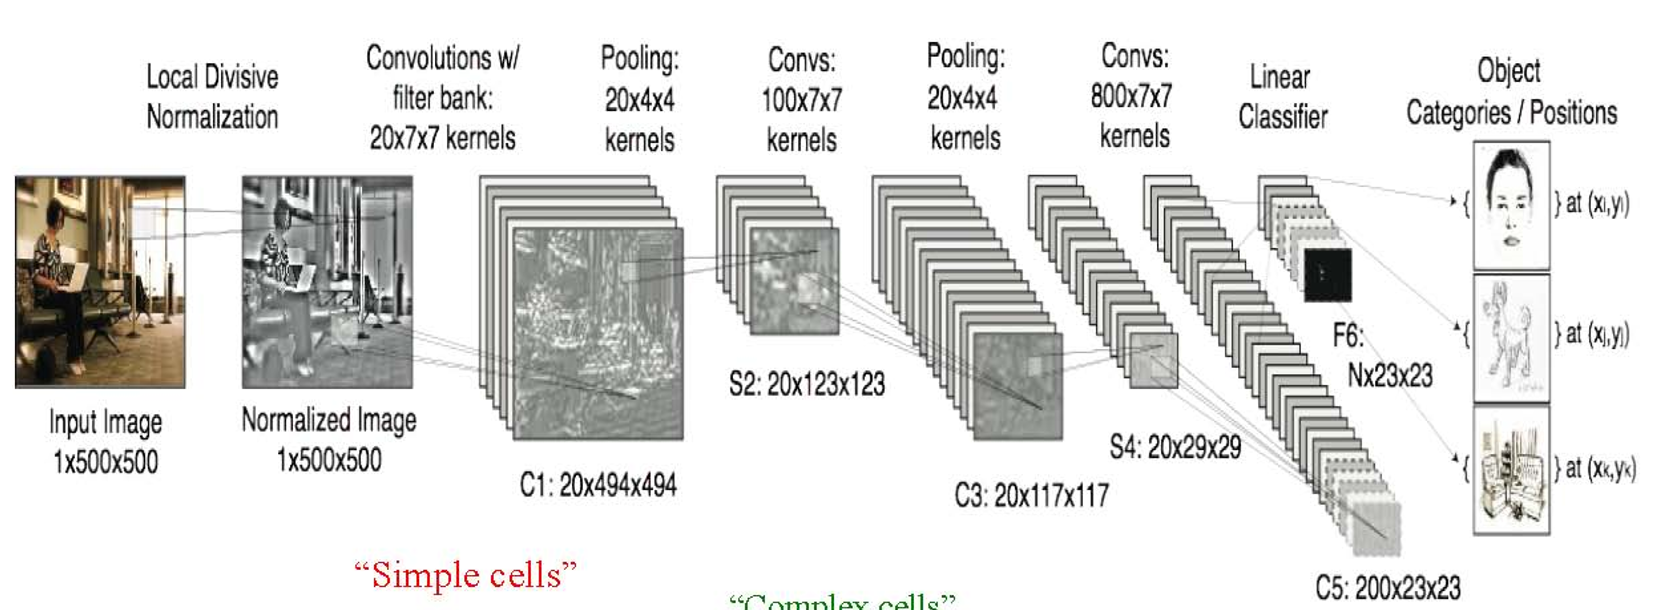 Local Divisive
Normalization
Convolutions w/
filter bank:
20x7x7 kernels
Pooling:
20x4x4
kernels
Convs:
100x7x7
kernels
Pooling:
20x4x4
kernels
Convs:
800x7x7
kernels
Linear
Classifier
Object
Categories / Positions
{ } at (xi,yi)
{ } at (xj,yj)
{ } at (xk,yk)
Input Image
1x500x500
Normalized Image
1x500x500
C1: 20x494x494
S2: 20x123x123
C3: 20x117x117
S4: 20x29x29
C5: 200x23x23
F6:
Nx23x23
“Simple cells”
“Complex cells”